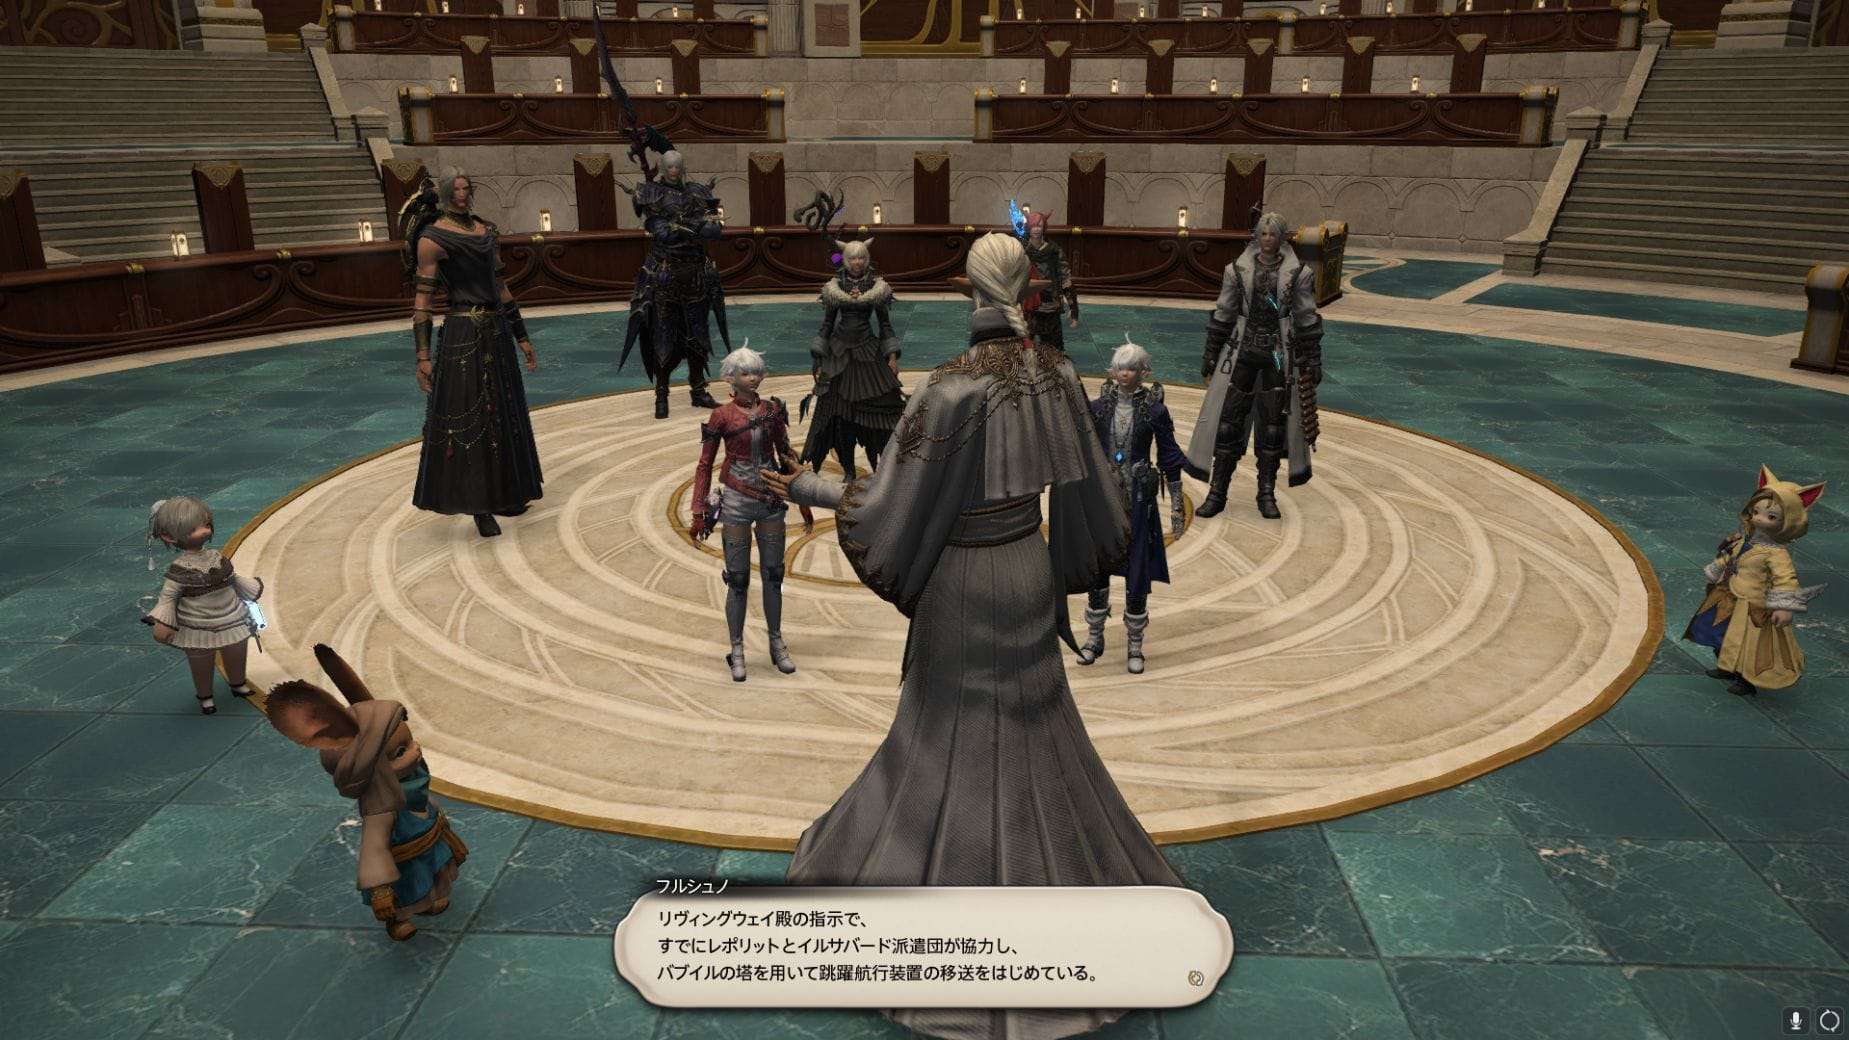 フルシュノ
リヴィングウェイ殿の指示で、
すでにレポリットとイルサバード派遣団が協力し、
バブイルの塔を用いて跳躍航行装置の移送をはじめている。